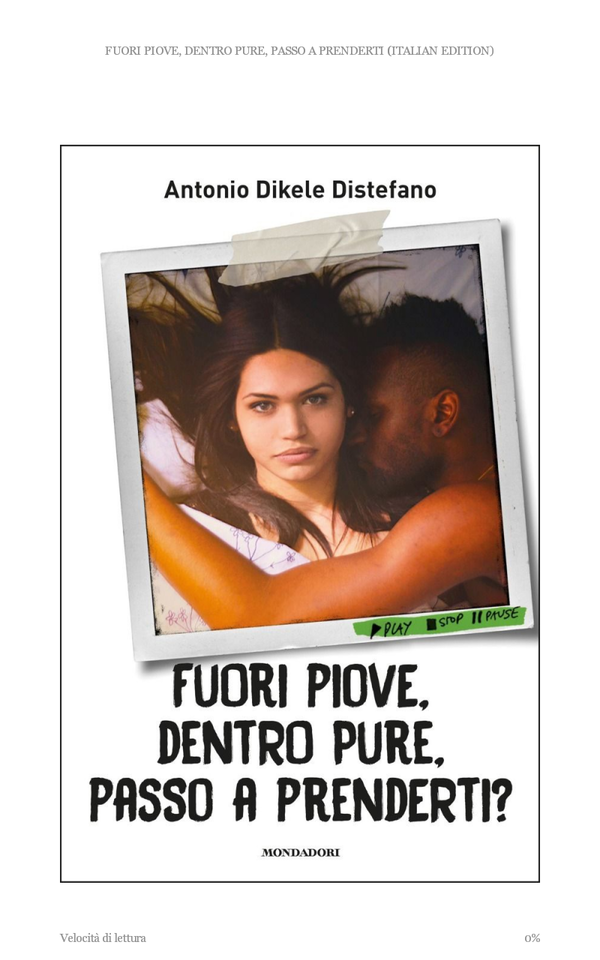 FUORI PIOVE, DENTRO PURE, PASSO A PRENDERTI (ITALIAN EDITION)
Antonio Dikele Distefano
PLAY STOP PAUSE
FUORI PIOVE,
DENTRO PURE,
PASSO A PRENDERTI?
MONDADORI
Velocità di lettura 0%